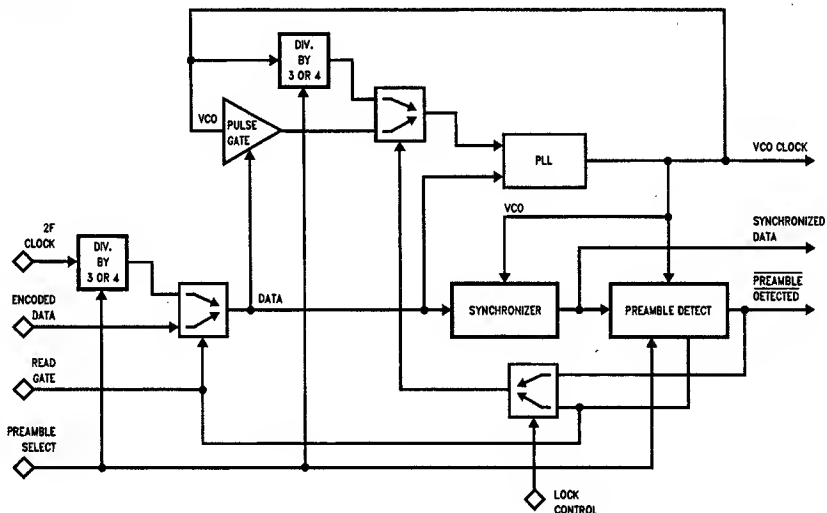 DIV.
BY
3 OR 4
VCO
PULSE
GATE
PLL
VCO CLOCK
2F
CLOCK
DIV.
BY
3 OR 4
VCO
SYNCHRONIZED
DATA
ENCODED
DATA
DATA
SYNCHRONIZER
PREAMBLE DETECT
PREAMBLE
DETECTED
READ
GATE
PREAMBLE
SELECT
LOCK
CONTROL